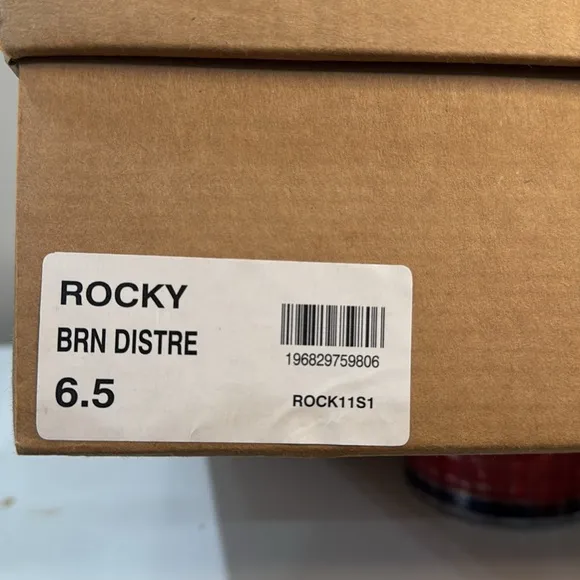 ROCKY
BRN DISTRE
6.5
196829759806
ROCK11S1